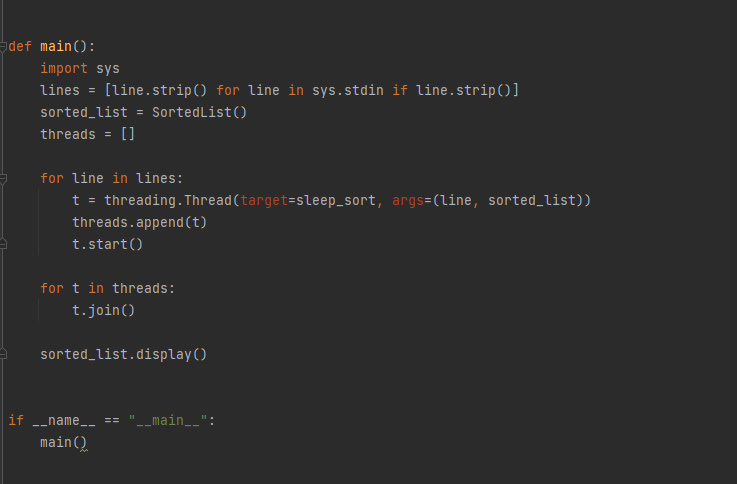 def main():
    import sys
    lines = [line.strip() for line in sys.stdin if line.strip()]
    sorted_list = SortedList()
    threads = []
    for line in lines:
        t = threading.Thread(target=sleep_sort, args=(line, sorted_list))
        threads.append(t)
        t.start()
    for t in threads:
        t.join()
    sorted_list.display()
if __name__ == "__main__":
    main()